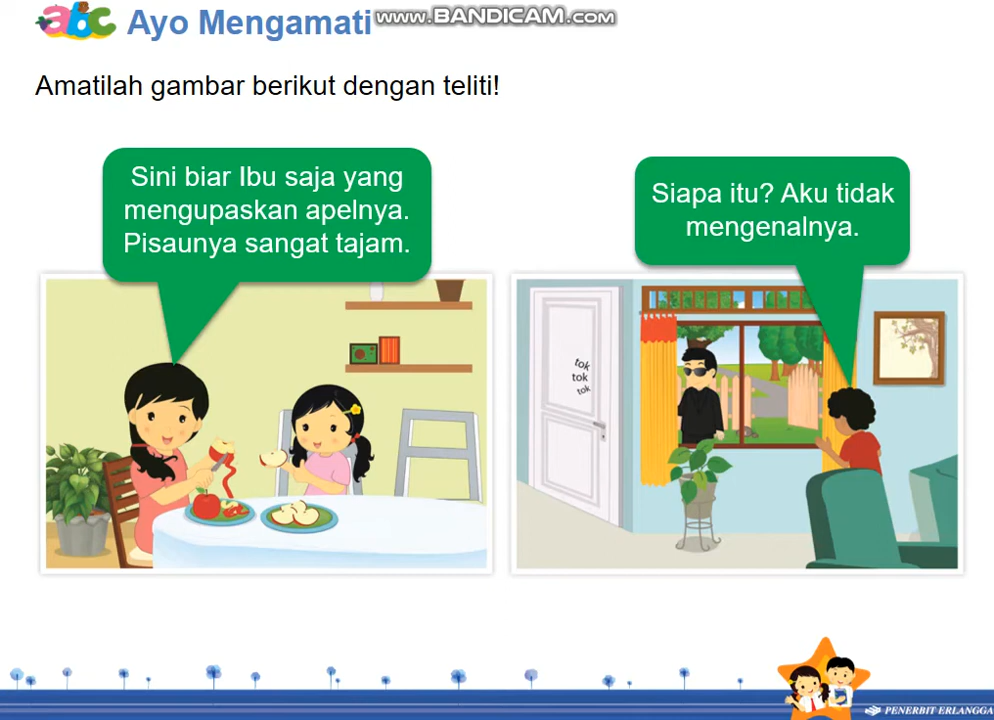 abc Ayo Mengamati
www.BANDICAM.com
Amatilah gambar berikut dengan teliti!
Sini biar Ibu saja yang
mengupaskan apelnya.
Pisaunya sangat tajam.
Siapa itu? Aku tidak
mengenalnya.
tok
tok
tok
PENERBIT ERLANGGA